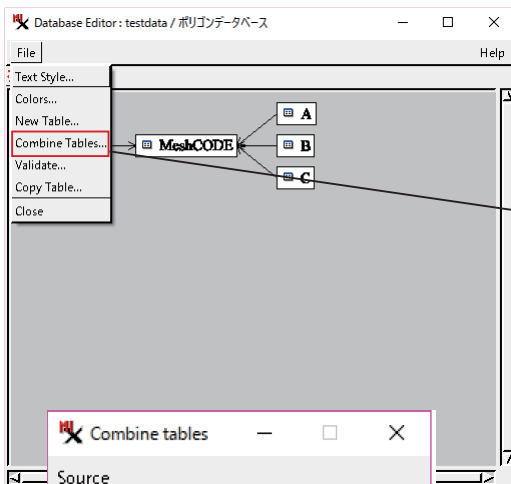 Database Editor : testdata / ポリゴンデータベース
File
Help
Text Style...
Colors...
New Table...
Combine Tables...
Validate...
Copy Table...
Close
MeshCODE
A
B
C
Combine tables
Source